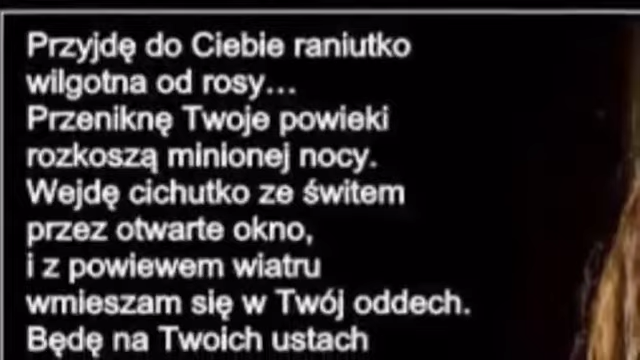 Przyjdę do Ciebie raniutko
wilgotna od rosy...
Przeniknę Twoje powieki
rozkoszą minionej nocy.
Wejdę cichutko ze świtem
przez otwarte okno,
i z powiewem wiatru
wmieszam się w Twój oddech.
Będę na Twoich ustach